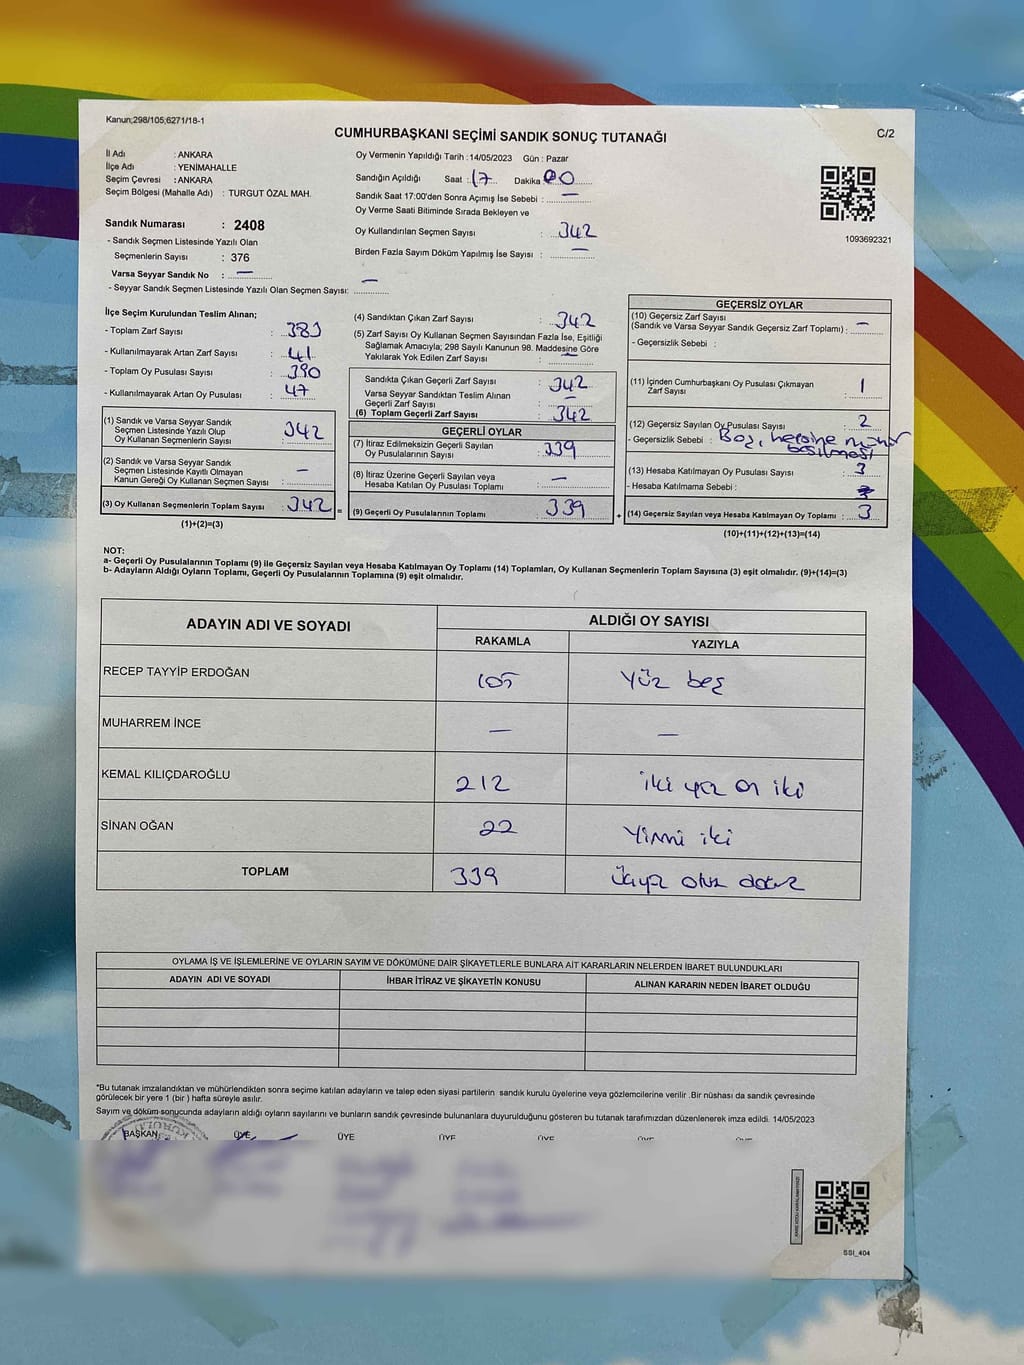 Kanun;298/105;6271/18-1
CUMHURBAŞKANI SEÇİMİ SANDIK SONUÇ TUTANAĞI
C/2
İl Adı : ANKARA
İlçe Adı : YENİMAHALLE
Seçim Çevresi : ANKARA
Seçim Bölgesi (Mahalle Adı) : TURGUT ÖZAL MAH.
Oy Vermenin Yapıldığı Tarih :14/05/2023 Gün : Pazar
Sandığın Açıldığı Saat : 17 Dakika 00
Sandık Saat 17:00'den Sonra Açımış İse Sebebi : —
Oy Verme Saati Bitiminde Sırada Bekleyen ve
Oy Kullandırılan Seçmen Sayısı : 342
Birden Fazla Sayım Döküm Yapılmış İse Sayısı : —
1093692321
Sandık Numarası : 2408
- Sandık Seçmen Listesinde Yazılı Olan
Seçmenlerin Sayısı : 376
Varsa Seyyar Sandık No : —
- Seyyar Sandık Seçmen Listesinde Yazılı Olan Seçmen Sayısı: —
İlçe Seçim Kurulundan Teslim Alınan;
- Toplam Zarf Sayısı : 383
- Kullanılmayarak Artan Zarf Sayısı : 41
- Toplam Oy Pusulası Sayısı : 390
- Kullanılmayarak Artan Oy Pusulası : 47
(1) Sandık ve Varsa Seyyar Sandık
Seçmen Listesinde Yazılı Olup
Oy Kullanan Seçmenlerin Sayısı : 342
(2) Sandık ve Varsa Seyyar Sandık
Seçmen Listesinde Kayıtlı Olmayan
Kanun Gereği Oy Kullanan Seçmen Sayısı : —
(3) Oy Kullanan Seçmenlerin Toplam Sayısı : 342 =
(1)+(2)=(3)
(4) Sandıktan Çıkan Zarf Sayısı : 342
(5) Zarf Sayısı Oy Kullanan Seçmen Sayısından Fazla İse, Eşitliği
Sağlamak Amacıyla; 298 Sayılı Kanunun 98. Maddesine Göre
Yakılarak Yok Edilen Zarf Sayısı : —
Sandıkta Çıkan Geçerli Zarf Sayısı : 342
Varsa Seyyar Sandıktan Teslim Alınan
Geçerli Zarf Sayısı : —
(6) Toplam Geçerli Zarf Sayısı : 342
GEÇERLİ OYLAR
(7) İtiraz Edilmeksizin Geçerli Sayılan
Oy Pusulalarının Sayısı : 339
(8) İtiraz Üzerine Geçerli Sayılan veya
Hesaba Katılan Oy Pusulası Toplamı : —
(9) Geçerli Oy Pusulalarının Toplamı : 339 +
GEÇERSİZ OYLAR
(10) Geçersiz Zarf Sayısı
(Sandık ve Varsa Seyyar Sandık Geçersiz Zarf Toplamı) : —
- Geçersizlik Sebebi :
(11) İçinden Cumhurbaşkanı Oy Pusulası Çıkmayan
Zarf Sayısı : 1
(12) Geçersiz Sayılan Oy Pusulası Sayısı : 2
- Geçersizlik Sebebi : Boş, mühür
basılması
(13) Hesaba Katılmayan Oy Pusulası Sayısı : 3
- Hesaba Katılmama Sebebi :
(14) Geçersiz Sayılan veya Hesaba Katılmayan Oy Toplamı : 3
(10)+(11)+(12)+(13)=(14)
NOT:
a- Geçerli Oy Pusulalarının Toplamı (9) ile Geçersiz Sayılan veya Hesaba Katılmayan Oy Toplamı (14) Toplamları, Oy Kullanan Seçmenlerin Toplam Sayısına (3) eşit olmalıdır. (9)+(14)=(3)
b- Adayların Aldığı Oyların Toplamı, Geçerli Oy Pusulalarının Toplamına (9) eşit olmalıdır.
ADAYIN ADI VE SOYADI
ALDIĞI OY SAYISI
RAKAMLA YAZIYLA
RECEP TAYYİP ERDOĞAN 105 Yüz beş
MUHARREM İNCE — —
KEMAL KILIÇDAROĞLU 212 iki yüz on iki
SİNAN OĞAN 22 Yirmi iki
TOPLAM 339 Üçyüz otuz dokuz
OYLAMA İŞ VE İŞLEMLERİNE VE OYLARIN SAYIM VE DÖKÜMÜNE DAİR ŞİKAYETLERLE BUNLARA AİT KARARLARIN NELERDEN İBARET BULUNDUKLARI
ADAYIN ADI VE SOYADI İHBAR İTİRAZ VE ŞİKAYETİN KONUSU ALINAN KARARIN NEDEN İBARET OLDUĞU
*Bu tutanak imzalandıktan ve mühürlendikten sonra seçime katılan adayların ve talep eden siyasi partilerin sandık kurulu üyelerine veya gözlemcilerine verilir .Bir nüshası da sandık çevresinde
görülecek bir yere 1 (bir ) hafta süreyle asılır.
Sayım ve döküm sonucunda adayların aldığı oyların sayılarını ve bunların sandık çevresinde bulunanlara duyurulduğunu gösteren bu tutanak tarafımızdan düzenlenerek imza edildi. 14/05/2023
BAŞKAN ÜYE ÜYE ÜYE ÜYE ÜYE ÜYE
SSI_404